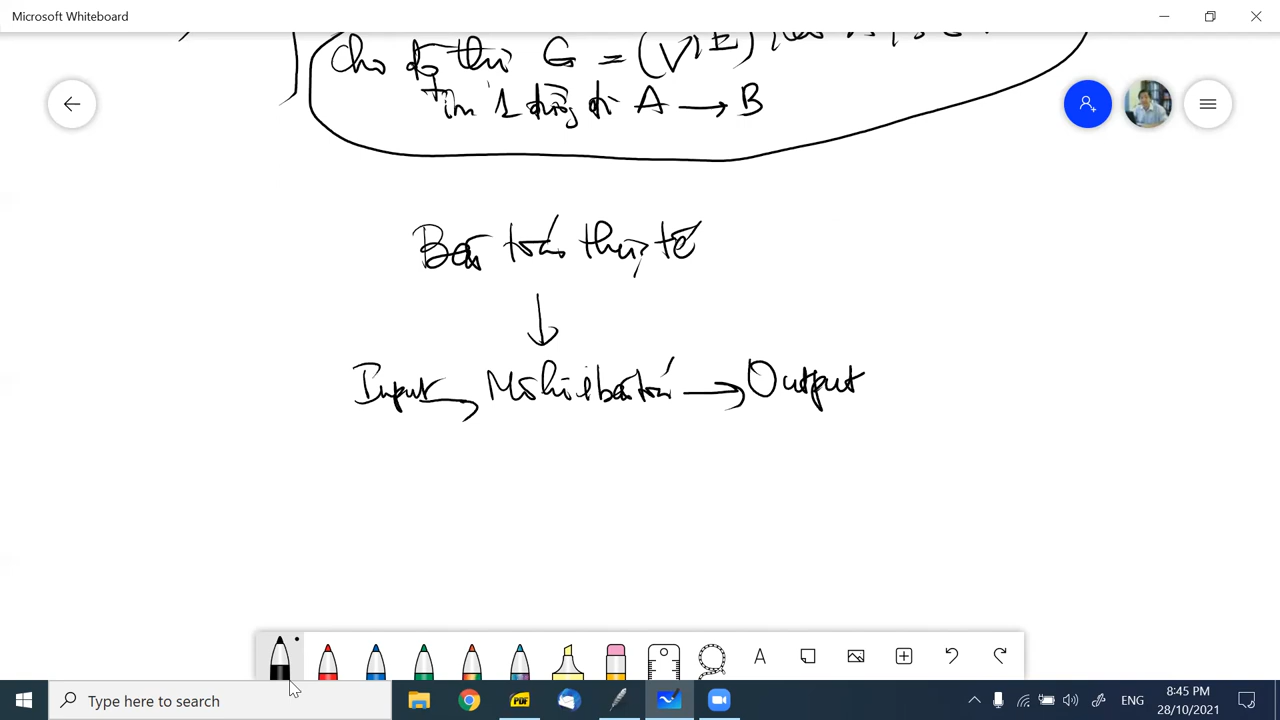 Microsoft Whiteboard
Cho đồ thị G = (V, E)
Tìm 1 đường đi A → B
Bài toán thực tế
↓
Input → Mô hình bài toán → Output
Type here to search
ENG
8:45 PM
28/10/2021